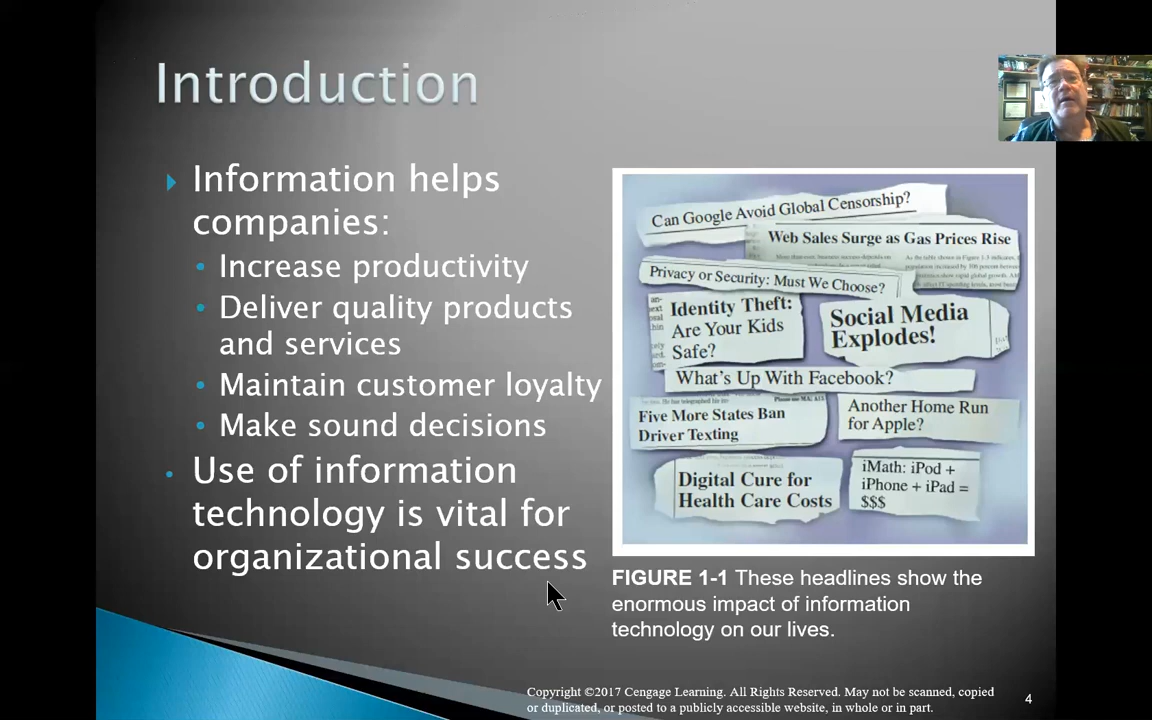 Introduction
Information helps
companies:
Increase productivity
Deliver quality products
and services
Maintain customer loyalty
Make sound decisions
Use of information
technology is vital for
organizational success
Can Google Avoid Global Censorship?
Web Sales Surge as Gas Prices Rise
Privacy or Security: Must We Choose?
Identity Theft:
Are Your Kids
Safe?
Social Media
Explodes!
What's Up With Facebook?
Five More States Ban
Driver Texting
Another Home Run
for Apple?
Digital Cure for
Health Care Costs
iMath: iPod +
iPhone + iPad =
$$$
FIGURE 1-1 These headlines show the
enormous impact of information
technology on our lives.
Copyright ©2017 Cengage Learning. All Rights Reserved. May not be scanned, copied
or duplicated, or posted to a publicly accessible website, in whole or in part.
4